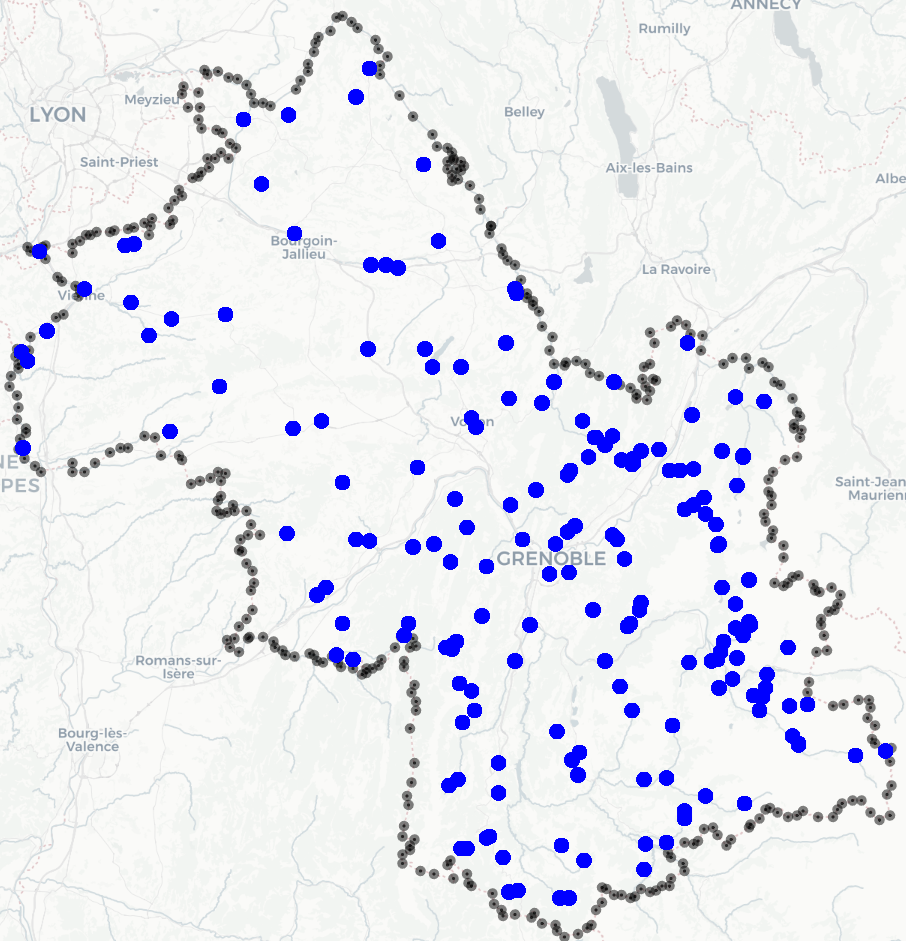 ANNECY
Rumilly
Meyzieu
LYON
Belley
Saint-Priest
Aix-les-Bains
Albe
Bourgoin-
Jallieu
La Ravoire
Vienne
Voiron
NE
PES
Saint-Jean
Maurienn
GRENOBLE
Romans-sur-
Isère
Bourg-lès-
Valence